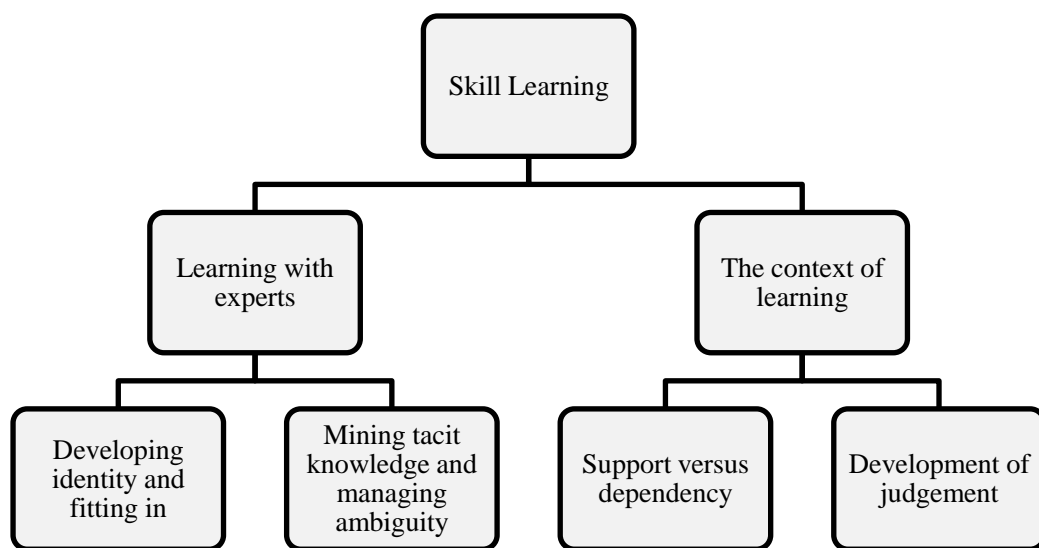 Skill Learning
Learning with
experts
The context of
learning
Developing
identity and
fitting in
Mining tacit
knowledge and
managing
ambiguity
Support versus
dependency
Development of
judgement